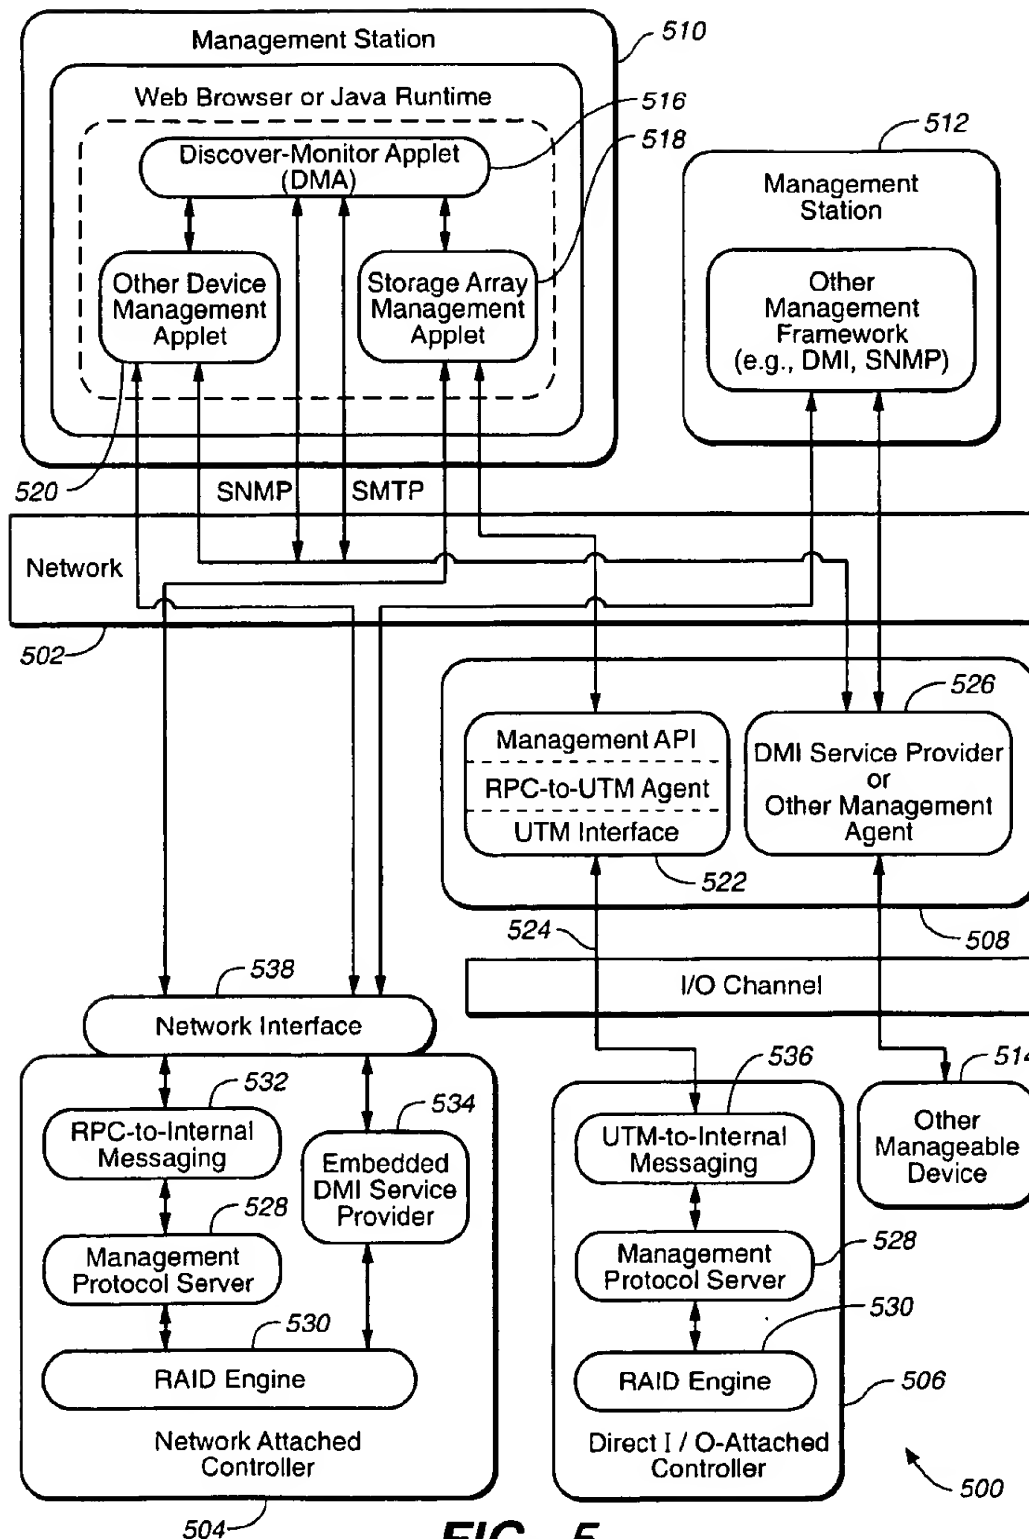 Management Station
510
Web Browser or Java Runtime
516
Discover-Monitor Applet
(DMA)
518
512
Management
Station
Other Device
Management
Applet
Storage Array
Management
Applet
Other
Management
Framework
(e.g., DMI, SNMP)
520
SNMP
SMTP
Network
502
526
Management API
RPC-to-UTM Agent
UTM Interface
DMI Service Provider
or
Other Management
Agent
522
524
508
538
I/O Channel
Network Interface
532
534
536
514
RPC-to-Internal
Messaging
Embedded
DMI Service
Provider
UTM-to-Internal
Messaging
Other
Manageable
Device
528
Management
Protocol Server
Management
Protocol Server
528
530
RAID Engine
530
RAID Engine
506
Network Attached
Controller
Direct I / O-Attached
Controller
500
504
FIG._5